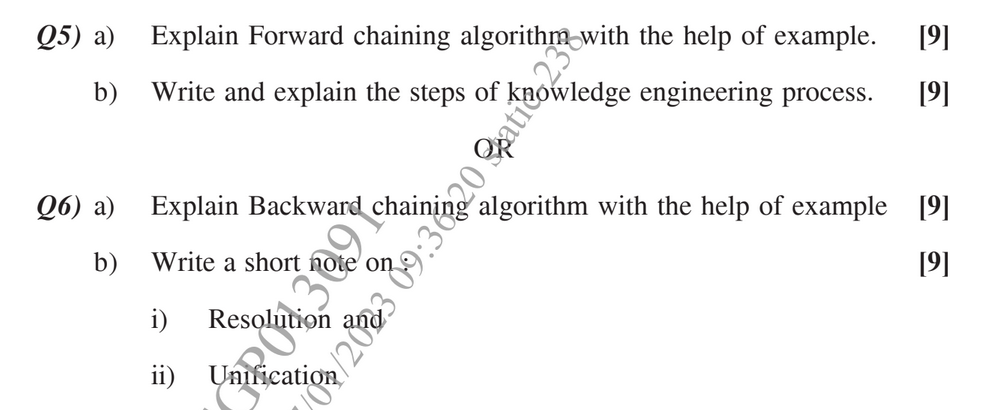 Q5) a) Explain Forward chaining algorithm with the help of example. [9]
b) Write and explain the steps of knowledge engineering process. [9]
OR
Q6) a) Explain Backward chaining algorithm with the help of example [9]
b) Write a short note on : [9]
i) Resolution and
ii) Unification
GP013091
/01/2023 09:36:20 static-238